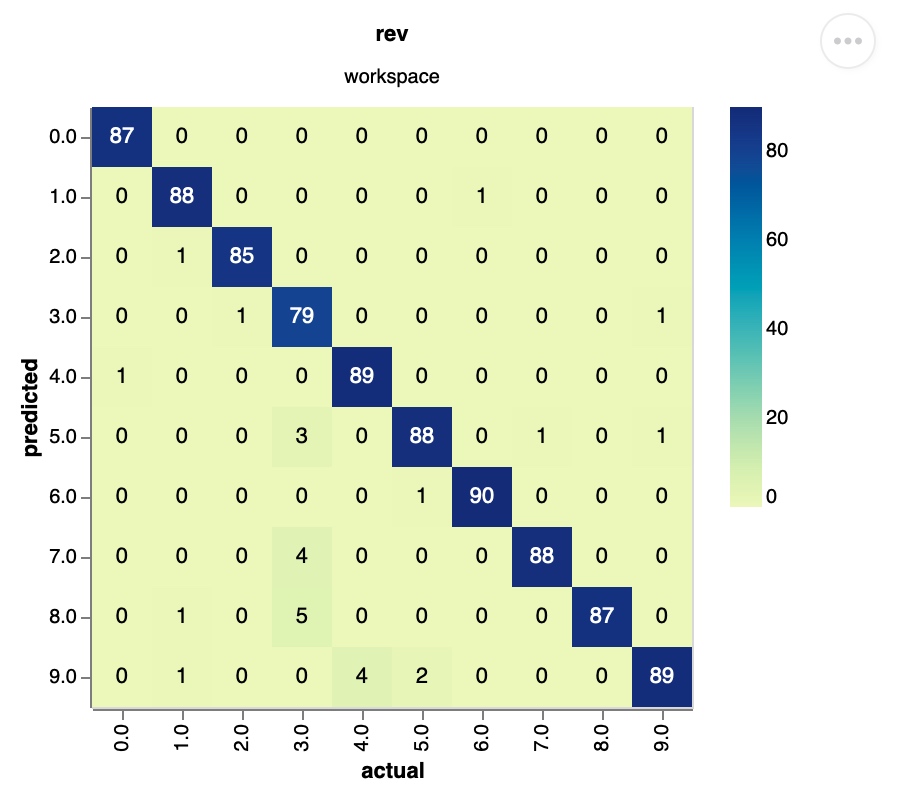 rev
workspace
0.0 87 0 0 0 0 0 0 0 0 0
1.0 0 88 0 0 0 0 1 0 0 0
2.0 0 1 85 0 0 0 0 0 0 0
3.0 0 0 1 79 0 0 0 0 0 1
4.0 1 0 0 0 89 0 0 0 0 0
5.0 0 0 0 3 0 88 0 1 0 1
6.0 0 0 0 0 0 1 90 0 0 0
7.0 0 0 0 4 0 0 0 88 0 0
8.0 0 1 0 5 0 0 0 0 87 0
9.0 0 1 0 0 4 2 0 0 0 89
predicted
0.0 1.0 2.0 3.0 4.0 5.0 6.0 7.0 8.0 9.0
actual
80
60
40
20
0